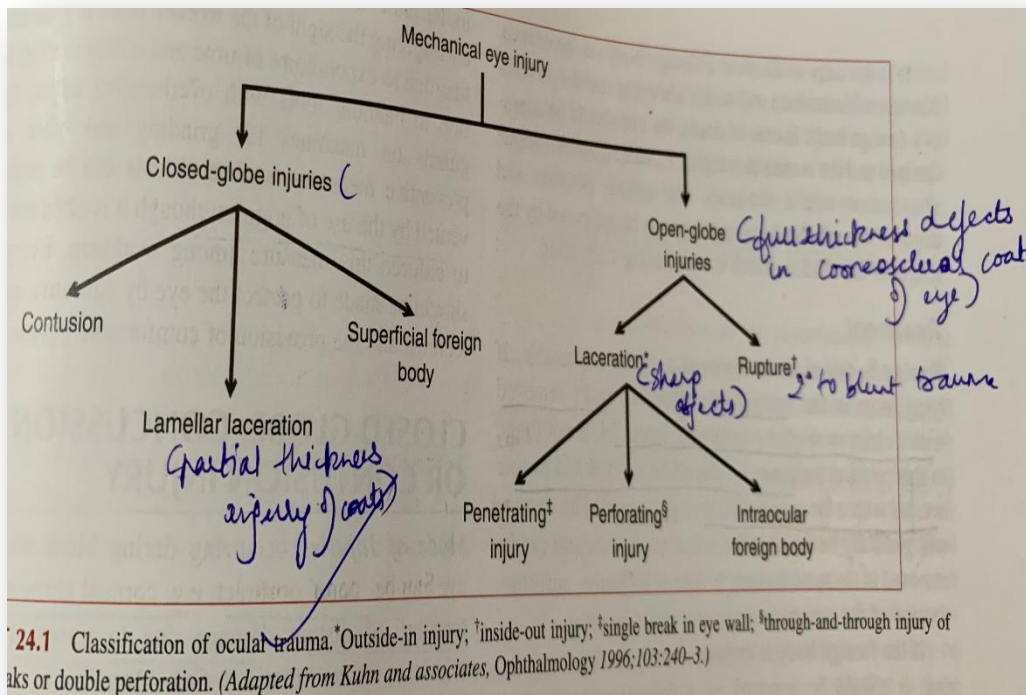 Mechanical eye injury
Closed-globe injuries (
Open-globe
injuries
(full thickness defects
in corneoscleral coat
of eye)
Contusion
Superficial foreign
body
Laceration*
(sharp
objects)
Rupture†
2° to blunt trauma
Lamellar laceration
(partial thickness
injury of coats)
Penetrating‡
injury
Perforating§
injury
Intraocular
foreign body
24.1 Classification of ocular trauma. *Outside-in injury; †inside-out injury; ‡single break in eye wall; §through-and-through injury of
aks or double perforation. (Adapted from Kuhn and associates, Ophthalmology 1996;103:240–3.)
CLOSED GLOBE